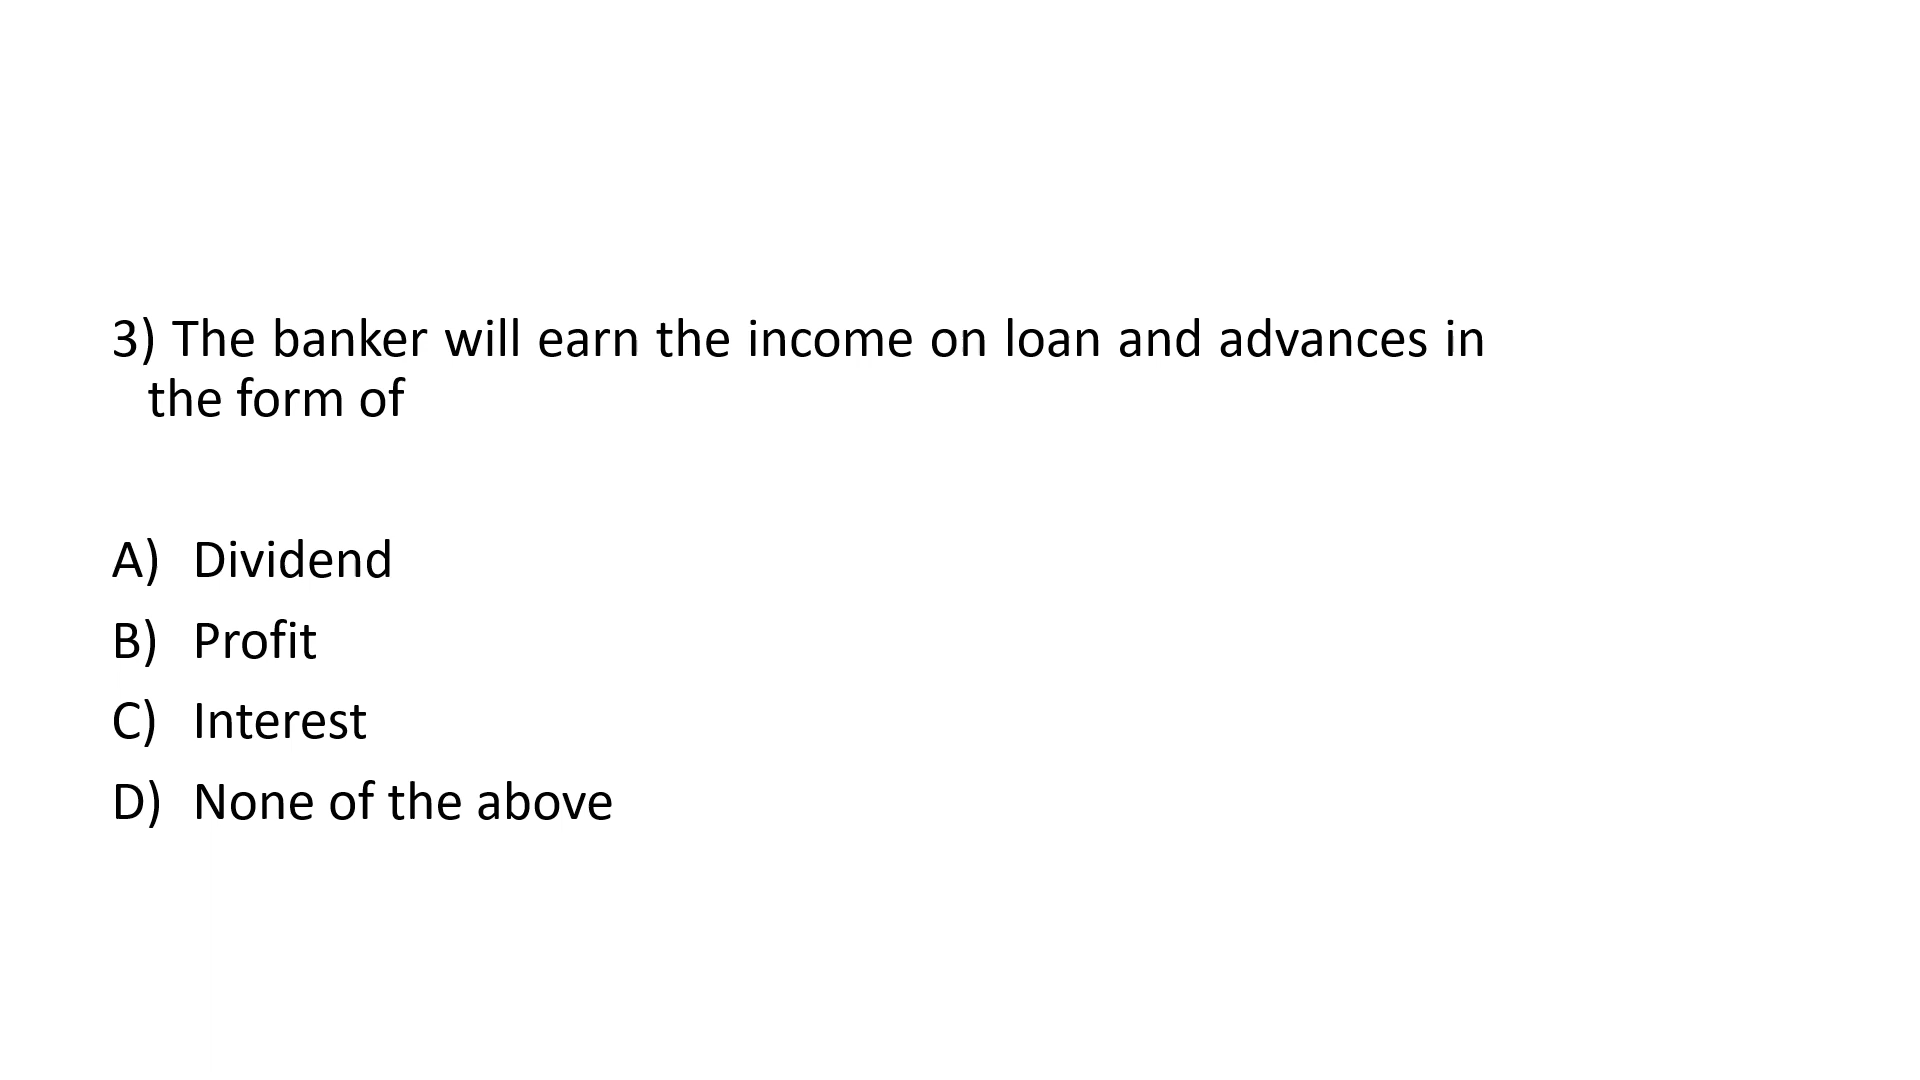 3) The banker will earn the income on loan and advances in
the form of
A) Dividend
B) Profit
C) Interest
D) None of the above